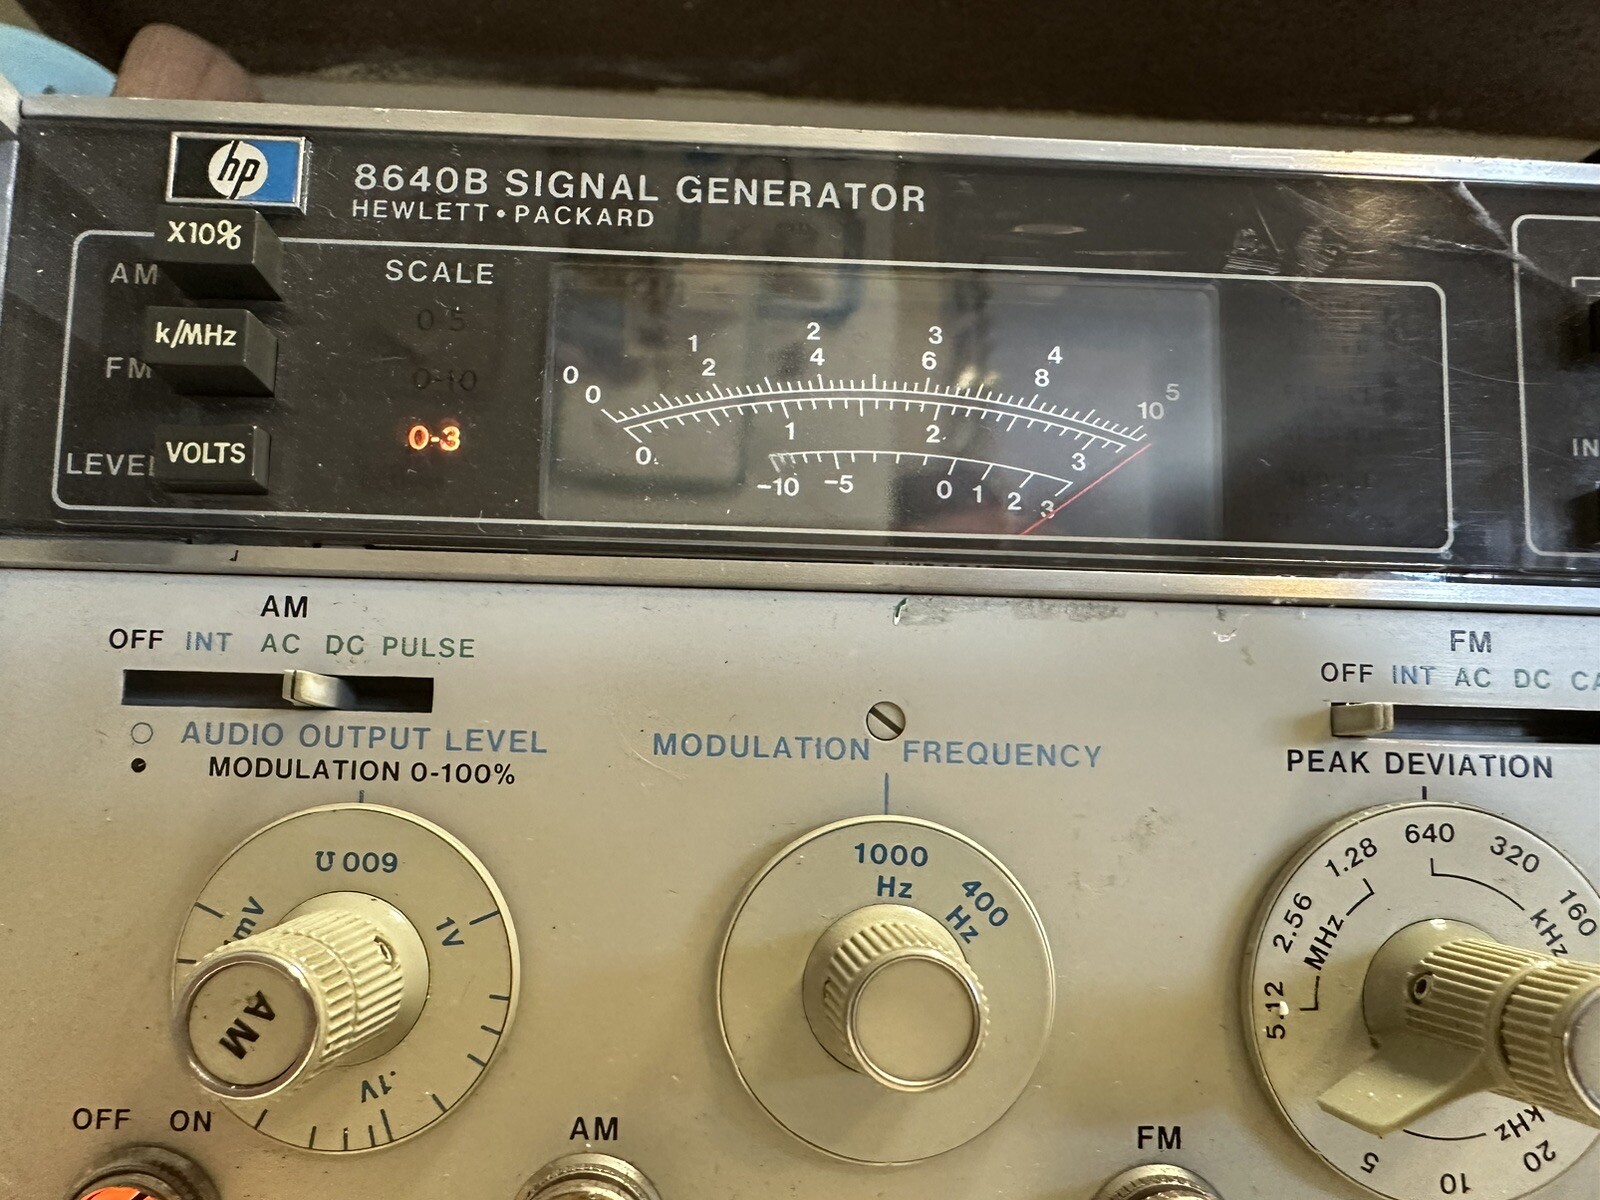 hp
8640B SIGNAL GENERATOR
HEWLETT • PACKARD
X10%
AM
SCALE
0-5
k/MHz
FM
0-10
VOLTS
LEVEL
0-3
1 2 3 4 5
0 2 4 6 8 10
0 1 2 3
-10 -5 0 1 2 3
IN
AM
OFF INT AC DC PULSE
AUDIO OUTPUT LEVEL
MODULATION 0-100%
MODULATION FREQUENCY
FM
OFF INT AC DC CA
PEAK DEVIATION
600 Ʊ
mV
1V
.1V
AM
1000
Hz
400
Hz
5.12 2.56 1.28
MHz
640 320 160
kHz
kHz
20
10
5
OFF ON
AM
FM